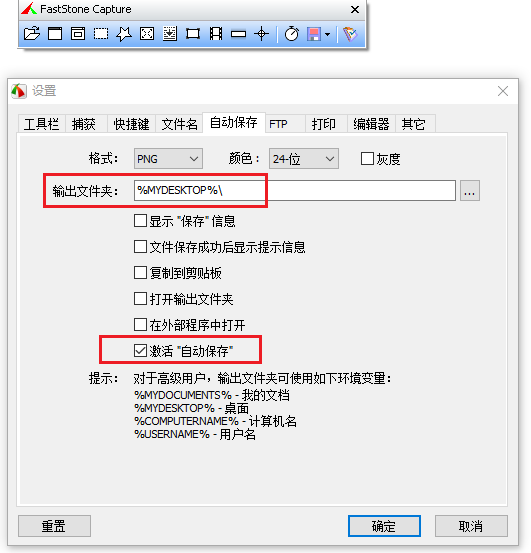 FastStone Capture
设置
工具栏 捕获 快捷键 文件名 自动保存 FTP 打印 编辑器 其它
格式： PNG 颜色： 24-位 灰度
输出文件夹： %MYDESKTOP%\ ...
显示 "保存" 信息
文件保存成功后显示提示信息
复制到剪贴板
打开输出文件夹
在外部程序中打开
激活 "自动保存"
提示： 对于高级用户，输出文件夹可使用如下环境变量：
%MYDOCUMENTS% - 我的文档
%MYDESKTOP% - 桌面
%COMPUTERNAME% - 计算机名
%USERNAME% - 用户名
重置 确定 取消